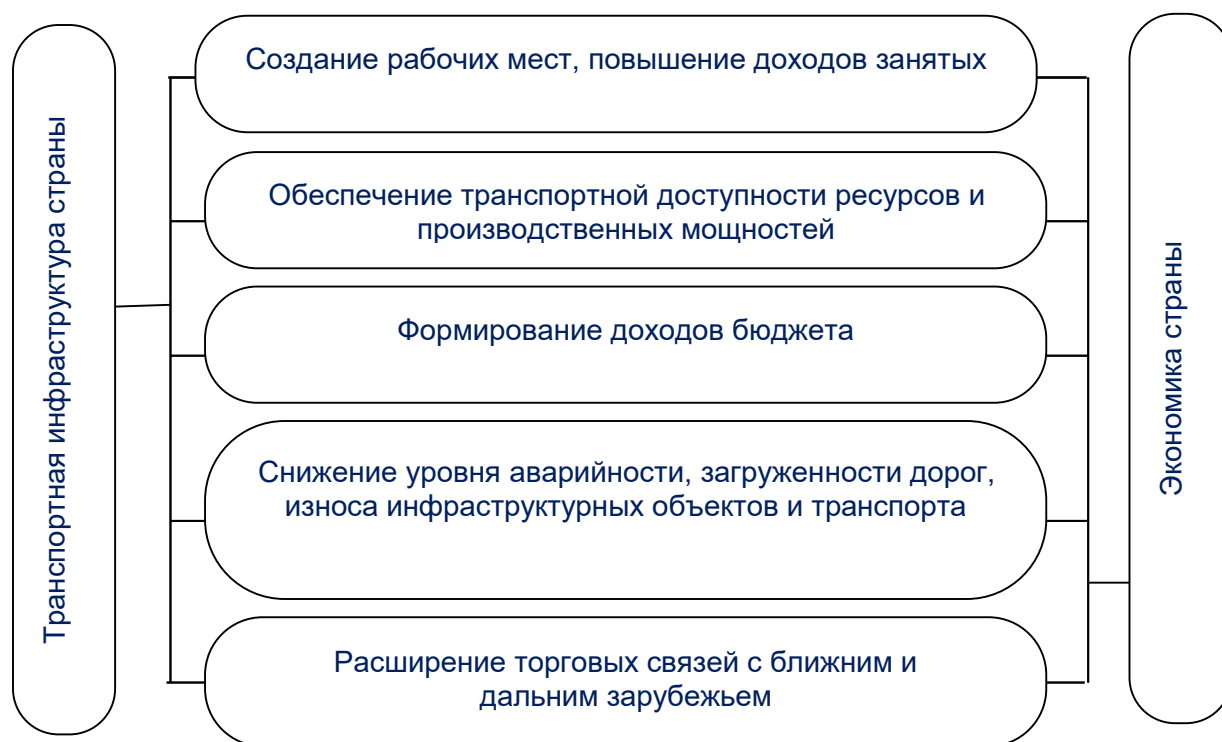 Транспортная инфраструктура страны
Создание рабочих мест, повышение доходов занятых
Обеспечение транспортной доступности ресурсов и
производственных мощностей
Формирование доходов бюджета
Снижение уровня аварийности, загруженности дорог,
износа инфраструктурных объектов и транспорта
Расширение торговых связей с ближним и
дальним зарубежьем
Экономика страны